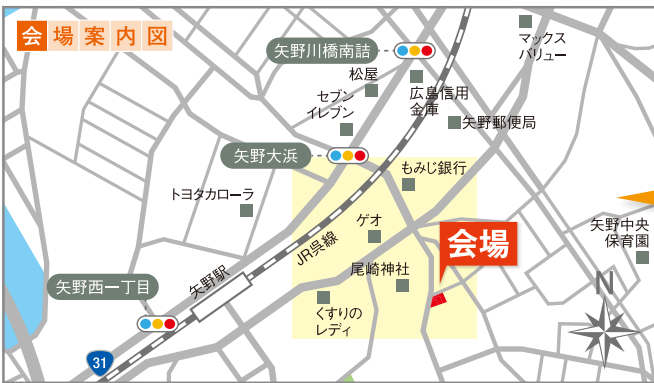 会場案内図
矢野川橋南詰
マックス
バリュー
松屋
広島信用
金庫
セブン
イレブン
矢野郵便局
矢野大浜
もみじ銀行
トヨタカローラ
ゲオ
矢野中央
保育園
会場
JR呉線
尾崎神社
矢野駅
矢野西一丁目
くすりの
レディ
N
31